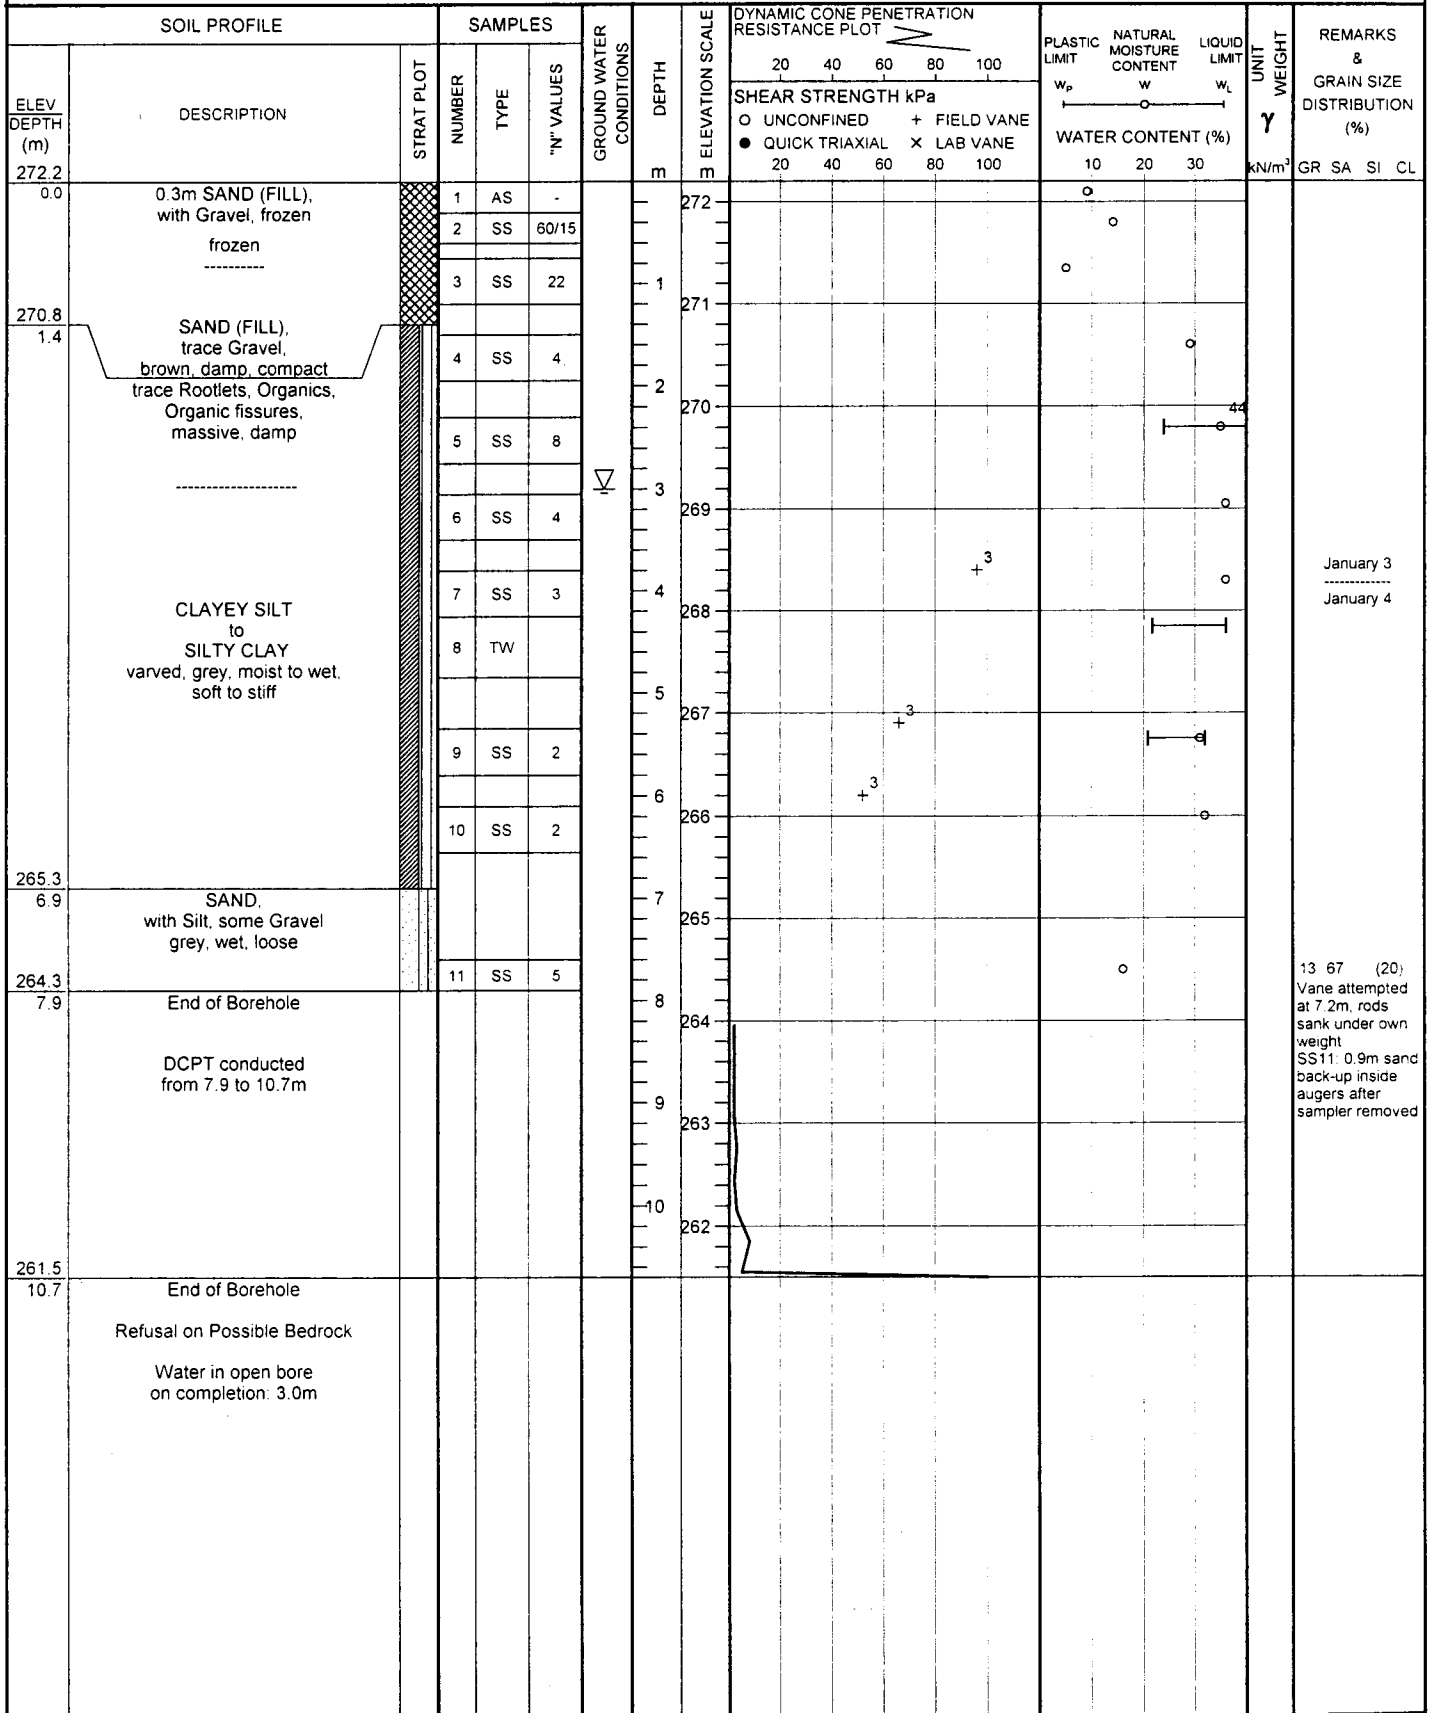 SOIL PROFILE
SAMPLES
GROUND WATER CONDITIONS
DEPTH
m
ELEVATION SCALE
m
DYNAMIC CONE PENETRATION
RESISTANCE PLOT
20 40 60 80 100
SHEAR STRENGTH kPa
O UNCONFINED + FIELD VANE
● QUICK TRIAXIAL × LAB VANE
20 40 60 80 100
PLASTIC LIMIT
NATURAL MOISTURE CONTENT
LIQUID LIMIT
WP W WL
WATER CONTENT (%)
10 20 30
UNIT WEIGHT
γ
kN/m³
REMARKS
&
GRAIN SIZE
DISTRIBUTION
(%)
GR SA SI CL
ELEV
DEPTH
(m)
DESCRIPTION
STRAT PLOT
NUMBER
TYPE
"N" VALUES
272.2
0.0
0.3m SAND (FILL),
with Gravel, frozen
frozen
----------
270.8
1.4
SAND (FILL),
trace Gravel,
brown, damp, compact
trace Rootlets, Organics,
Organic fissures,
massive, damp
------------------
CLAYEY SILT
to
SILTY CLAY
varved, grey, moist to wet,
soft to stiff
265.3
6.9
SAND,
with Silt, some Gravel
grey, wet, loose
264.3
7.9
End of Borehole
DCPT conducted
from 7.9 to 10.7m
261.5
10.7
End of Borehole
Refusal on Possible Bedrock
Water in open bore
on completion: 3.0m
1 AS -
2 SS 60/15
3 SS 22
4 SS 4
5 SS 8
6 SS 4
7 SS 3
8 TW
9 SS 2
10 SS 2
11 SS 5
1
2
3
4
5
6
7
8
9
10
272
271
270
269
268
267
266
265
264
263
262
3
3
3
44
January 3
------------
January 4
13 67 (20)
Vane attempted
at 7.2m, rods
sank under own
weight
SS11: 0.9m sand
back-up inside
augers after
sampler removed